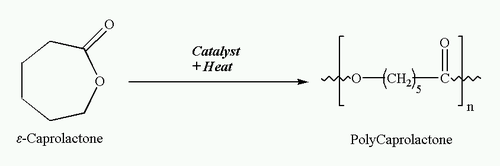 O
O
ε-Caprolactone
Catalyst
+ Heat
O
O—(CH₂)₅—C
n
PolyCaprolactone